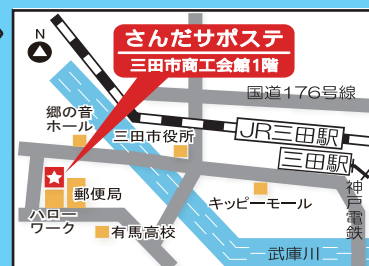 N
さんだサポステ
三田市商工会館1階
国道176号線
郷の音
ホール
三田市役所
JR三田駅
三田駅
神戸電鉄
郵便局
キッピーモール
ハロー
ワーク
有馬高校
武庫川